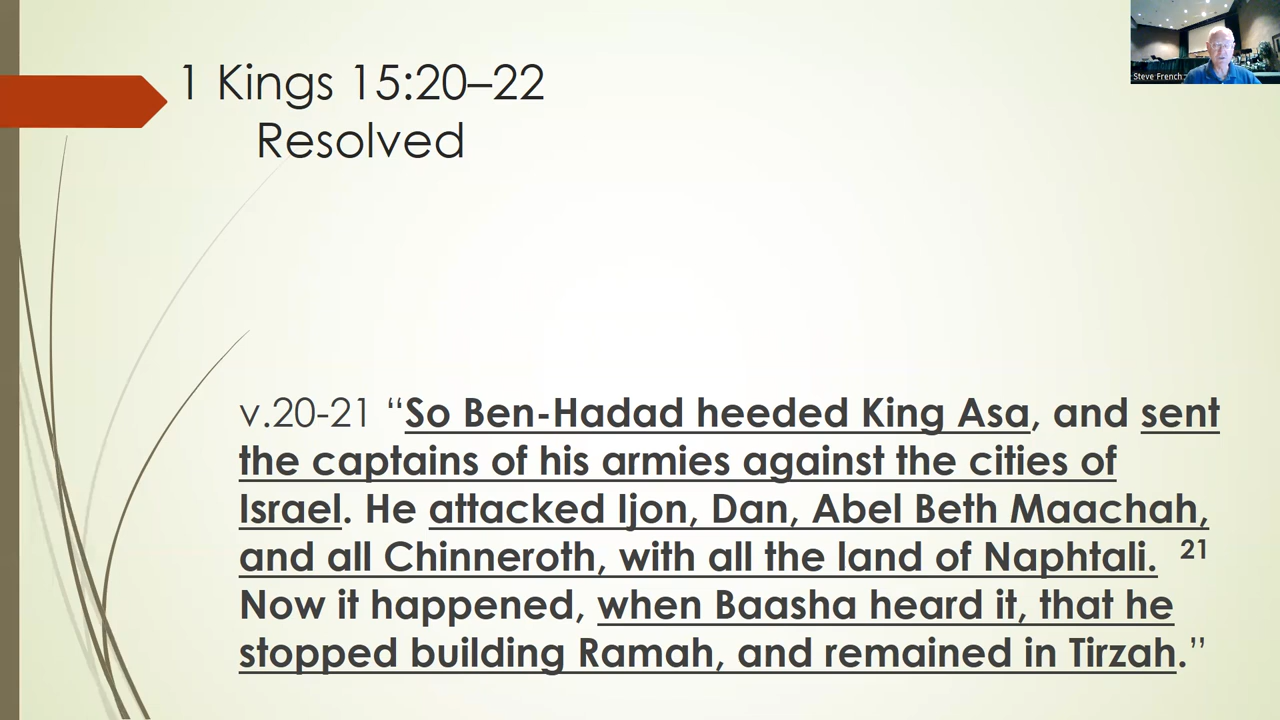 1 Kings 15:20–22
Resolved
Steve French
v.20-21 “So Ben-Hadad heeded King Asa, and sent
the captains of his armies against the cities of
Israel. He attacked Ijon, Dan, Abel Beth Maachah,
and all Chinneroth, with all the land of Naphtali. 21
Now it happened, when Baasha heard it, that he
stopped building Ramah, and remained in Tirzah.”